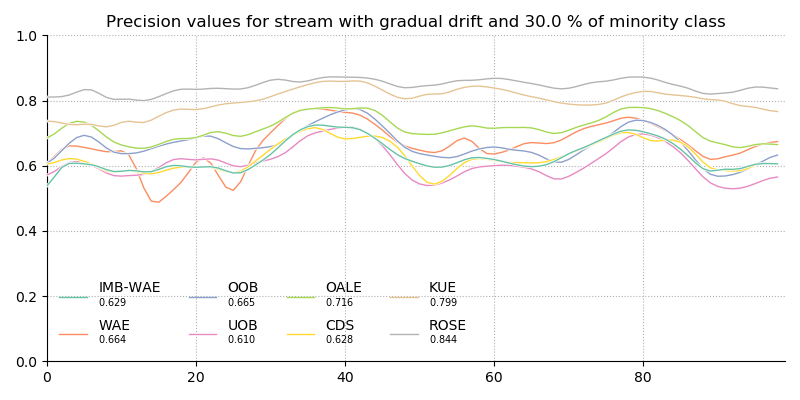 Precision values for stream with gradual drift and 30.0 % of minority class
1.0
0.8
0.6
0.4
0.2
0.0
IMB-WAE OOB OALE KUE
0.629 0.665 0.716 0.799
WAE UOB CDS ROSE
0.664 0.610 0.628 0.844
0 20 40 60 80